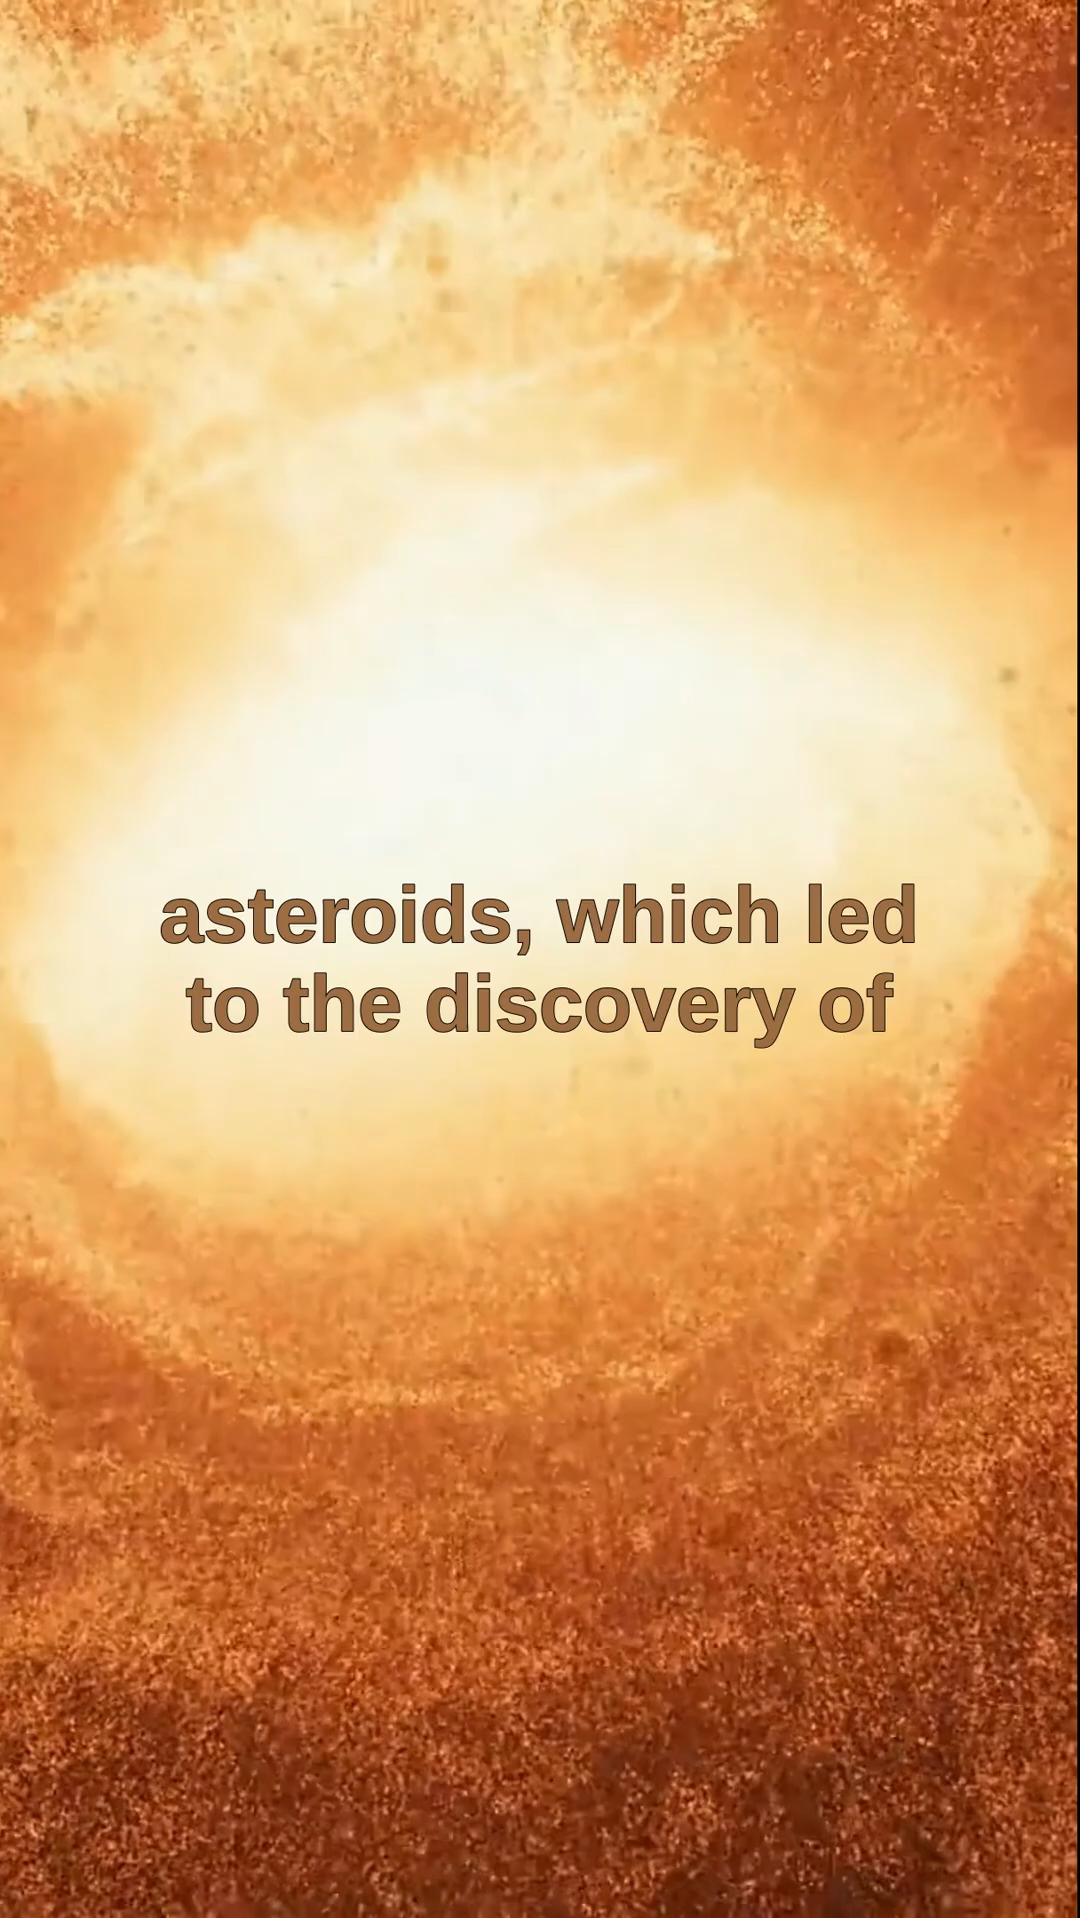 asteroids, which led
to the discovery of